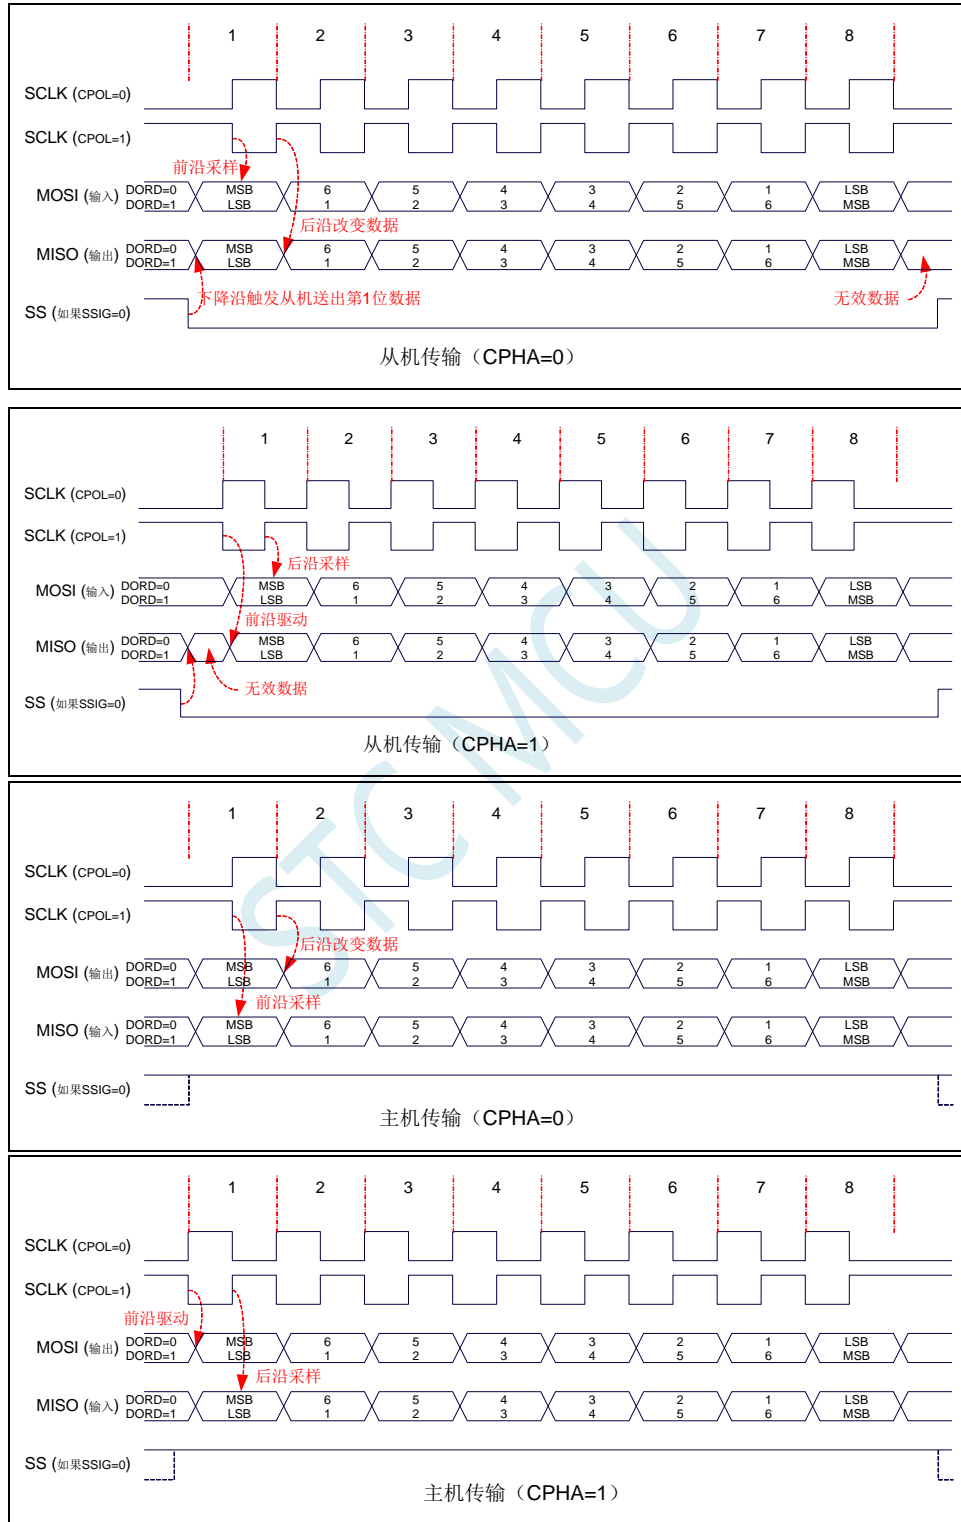 1 2 3 4 5 6 7 8
SCLK (CPOL=0)
SCLK (CPOL=1)
前沿采样
MOSI (输入) DORD=0 MSB 6 5 4 3 2 1 LSB
DORD=1 LSB 1 2 3 4 5 6 MSB
后沿改变数据
MISO (输出) DORD=0 MSB 6 5 4 3 2 1 LSB
DORD=1 LSB 1 2 3 4 5 6 MSB
下降沿触发从机送出第1位数据 无效数据
SS (如果SSIG=0)
从机传输（CPHA=0）
1 2 3 4 5 6 7 8
SCLK (CPOL=0)
SCLK (CPOL=1)
后沿采样
MOSI (输入) DORD=0 MSB 6 5 4 3 2 1 LSB
DORD=1 LSB 1 2 3 4 5 6 MSB
前沿驱动
MISO (输出) DORD=0 MSB 6 5 4 3 2 1 LSB
DORD=1 LSB 1 2 3 4 5 6 MSB
无效数据
SS (如果SSIG=0)
从机传输（CPHA=1）
STC MCU
1 2 3 4 5 6 7 8
SCLK (CPOL=0)
SCLK (CPOL=1)
后沿改变数据
MOSI (输出) DORD=0 MSB 6 5 4 3 2 1 LSB
DORD=1 LSB 1 2 3 4 5 6 MSB
前沿采样
MISO (输入) DORD=0 MSB 6 5 4 3 2 1 LSB
DORD=1 LSB 1 2 3 4 5 6 MSB
SS (如果SSIG=0)
主机传输（CPHA=0）
1 2 3 4 5 6 7 8
SCLK (CPOL=0)
SCLK (CPOL=1)
前沿驱动
MOSI (输出) DORD=0 MSB 6 5 4 3 2 1 LSB
DORD=1 LSB 1 2 3 4 5 6 MSB
后沿采样
MISO (输入) DORD=0 MSB 6 5 4 3 2 1 LSB
DORD=1 LSB 1 2 3 4 5 6 MSB
SS (如果SSIG=0)
主机传输（CPHA=1）